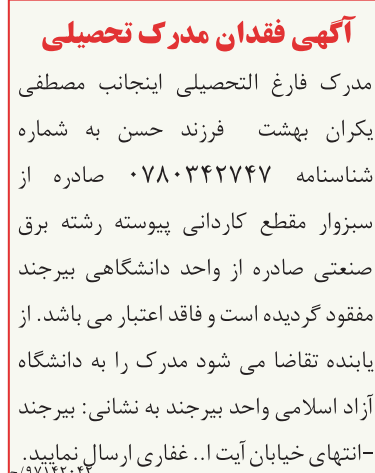 آگهی فقدان مدرک تحصیلی
مدرک فارغ التحصیلی اینجانب مصطفی
یکران بهشت فرزند حسن به شماره
شناسنامه ۰۷۸۰۳۴۲۷۴۷ صادره از
سبزوار مقطع کاردانی پیوسته رشته برق
صنعتی صادره از واحد دانشگاهی بیرجند
مفقود گردیده است و فاقد اعتبار می باشد. از
یابنده تقاضا می شود مدرک را به دانشگاه
آزاد اسلامی واحد بیرجند به نشانی: بیرجند
-انتهای خیابان آیت ا.. غفاری ارسال نمایید.